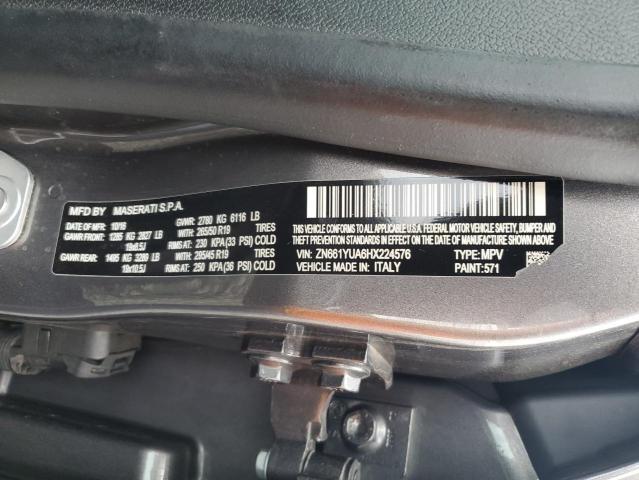 MFD BY MASERATI S.P.A.
DATE OF MFD: 10/16 GVWR: 2780 KG 6116 LB
GAWR FRONT: 1285 KG 2827 LB WITH: 265/50 R19 TIRES
19x8.5J RIMS AT: 230 KPA(33 PSI) COLD
GAWR REAR: 1495 KG 3289 LB WITH: 295/45 R19 TIRES
19x10.5J RIMS AT: 250 KPA(36 PSI) COLD
THIS VEHICLE CONFORMS TO ALL APPLICABLE U.S.A. FEDERAL MOTOR VEHICLE SAFETY, BUMPER AND
THEFT PREVENTION STANDARDS IN EFFECT ON THE DATE OF MANUFACTURE SHOWN ABOVE.
VIN: ZN661YUA6HX224576 TYPE: MPV
VEHICLE MADE IN: ITALY PAINT: 571